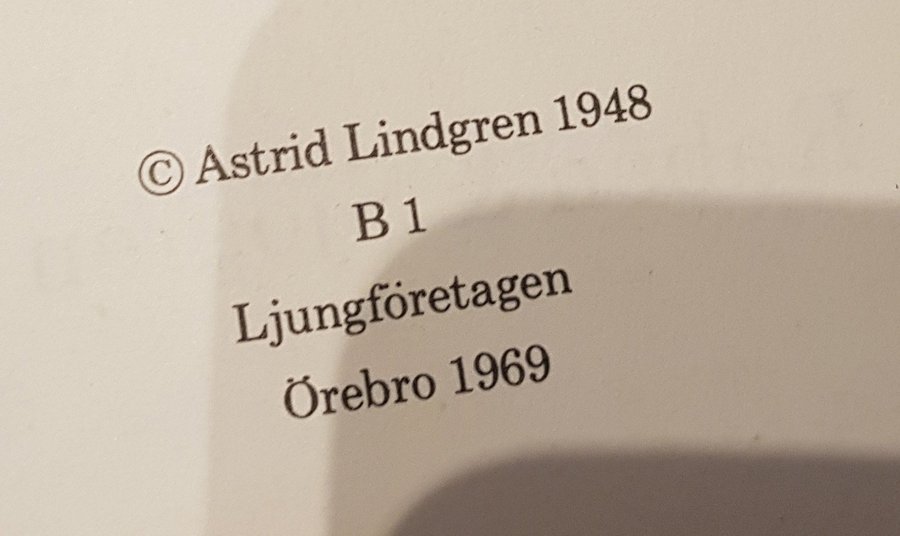 © Astrid Lindgren 1948
B 1
Ljungföretagen
Örebro 1969